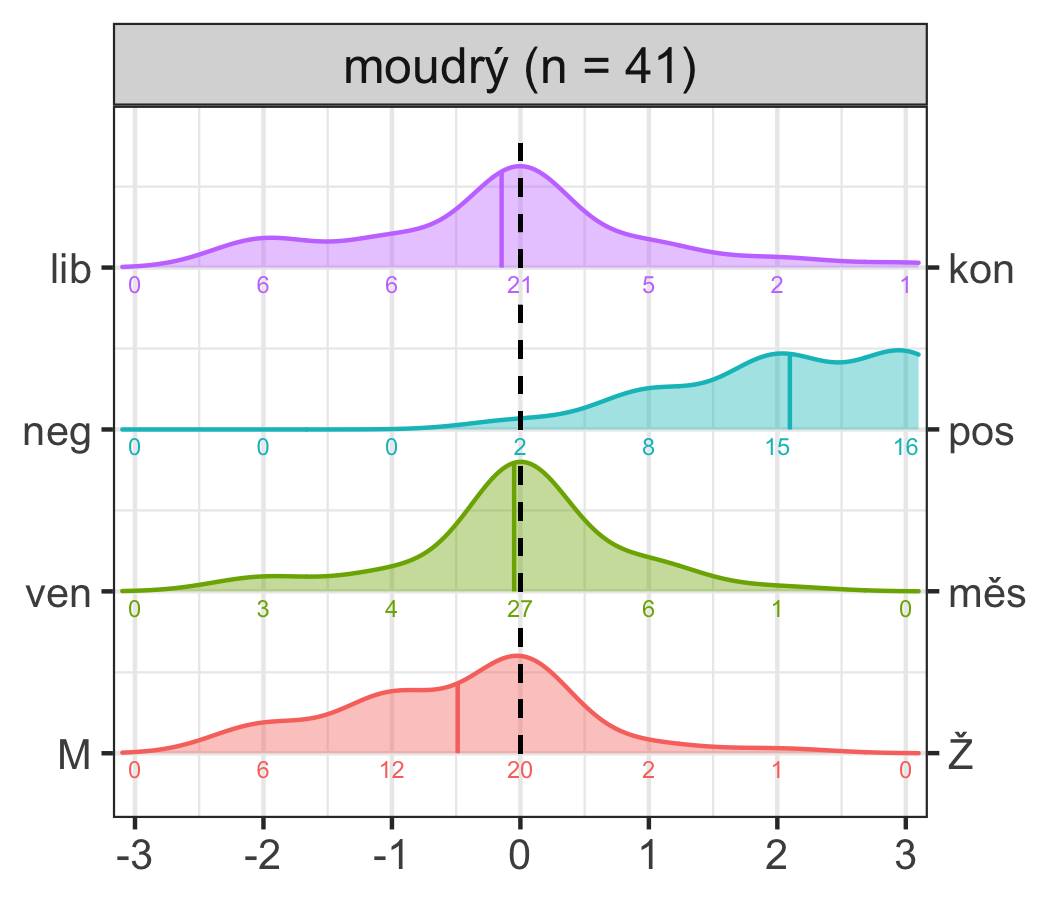 moudrý (n = 41)
lib kon
0 6 6 21 5 2 1
neg pos
0 0 0 2 8 15 16
ven měs
0 3 4 27 6 1 0
M Ž
0 6 12 20 2 1 0
-3 -2 -1 0 1 2 3